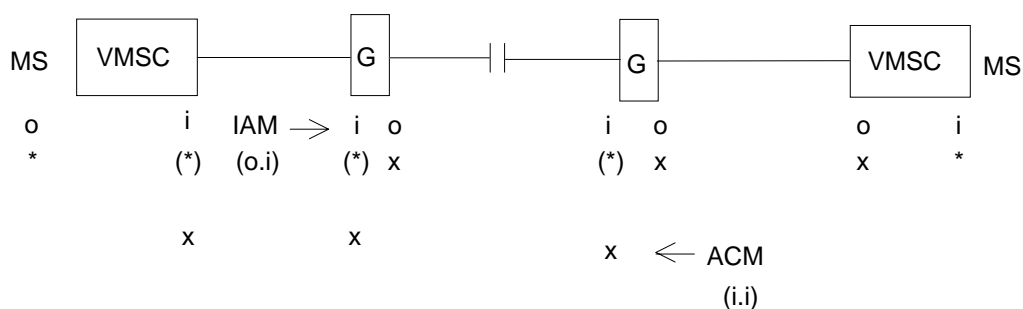 MS VMSC G G VMSC MS
o i IAM i o i o o i
* (*) (o.i) (*) x (*) x x *
x x x ACM
(i.i)